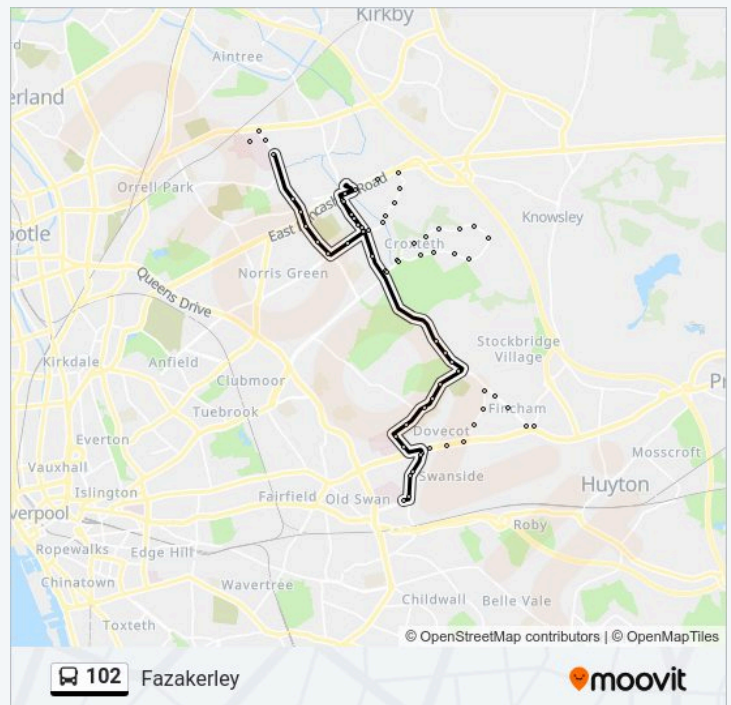 Kirkby
Aintree
erland
Orrell Park
East Lancashire Road
Knowsley
ootle
Croxteth
Norris Green
Queens Drive
Stockbridge
Village
Kirkdale
Anfield
Clubmoor
Pr
Tuebrook
Fincham
Everton
Dovecot
Mosscroft
Vauxhall
Swanside
Islington
Fairfield
Old Swan
Huyton
verpool
Roby
Ropewalks
Edge Hill
Chinatown
Wavertree
Childwall
Belle Vale
Toxteth
© OpenStreetMap contributors | © OpenMapTiles
102
Fazakerley
moovit